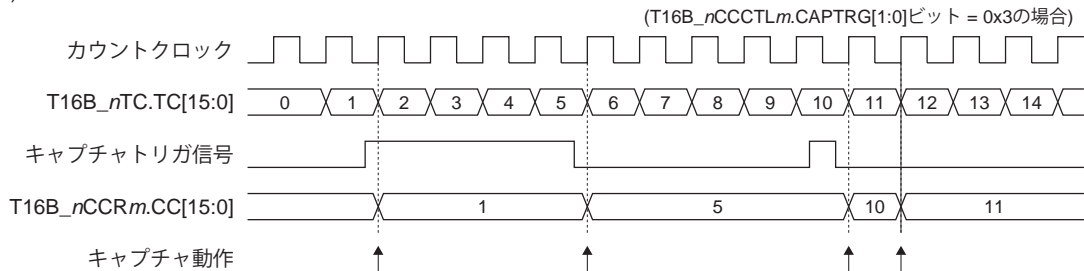 (T16B_nCCCTLm.CAPTRG[1:0]ビット = 0x3の場合)
カウントクロック
T16B_nTC.TC[15:0] 0 1 2 3 4 5 6 7 8 9 10 11 12 13 14
キャプチャトリガ信号
T16B_nCCRm.CC[15:0] 1 5 10 11
キャプチャ動作